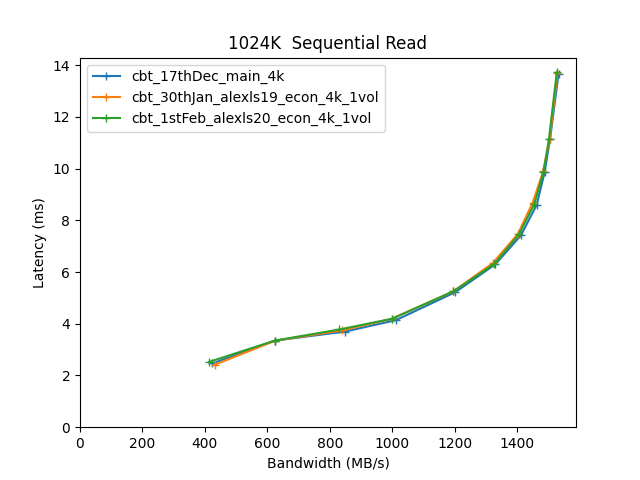 1024K  Sequential Read
cbt_17thDec_main_4k
cbt_30thJan_alexls19_econ_4k_1vol
cbt_1stFeb_alexls20_econ_4k_1vol
Latency (ms)
14
12
10
8
6
4
2
0
0 200 400 600 800 1000 1200 1400
Bandwidth (MB/s)